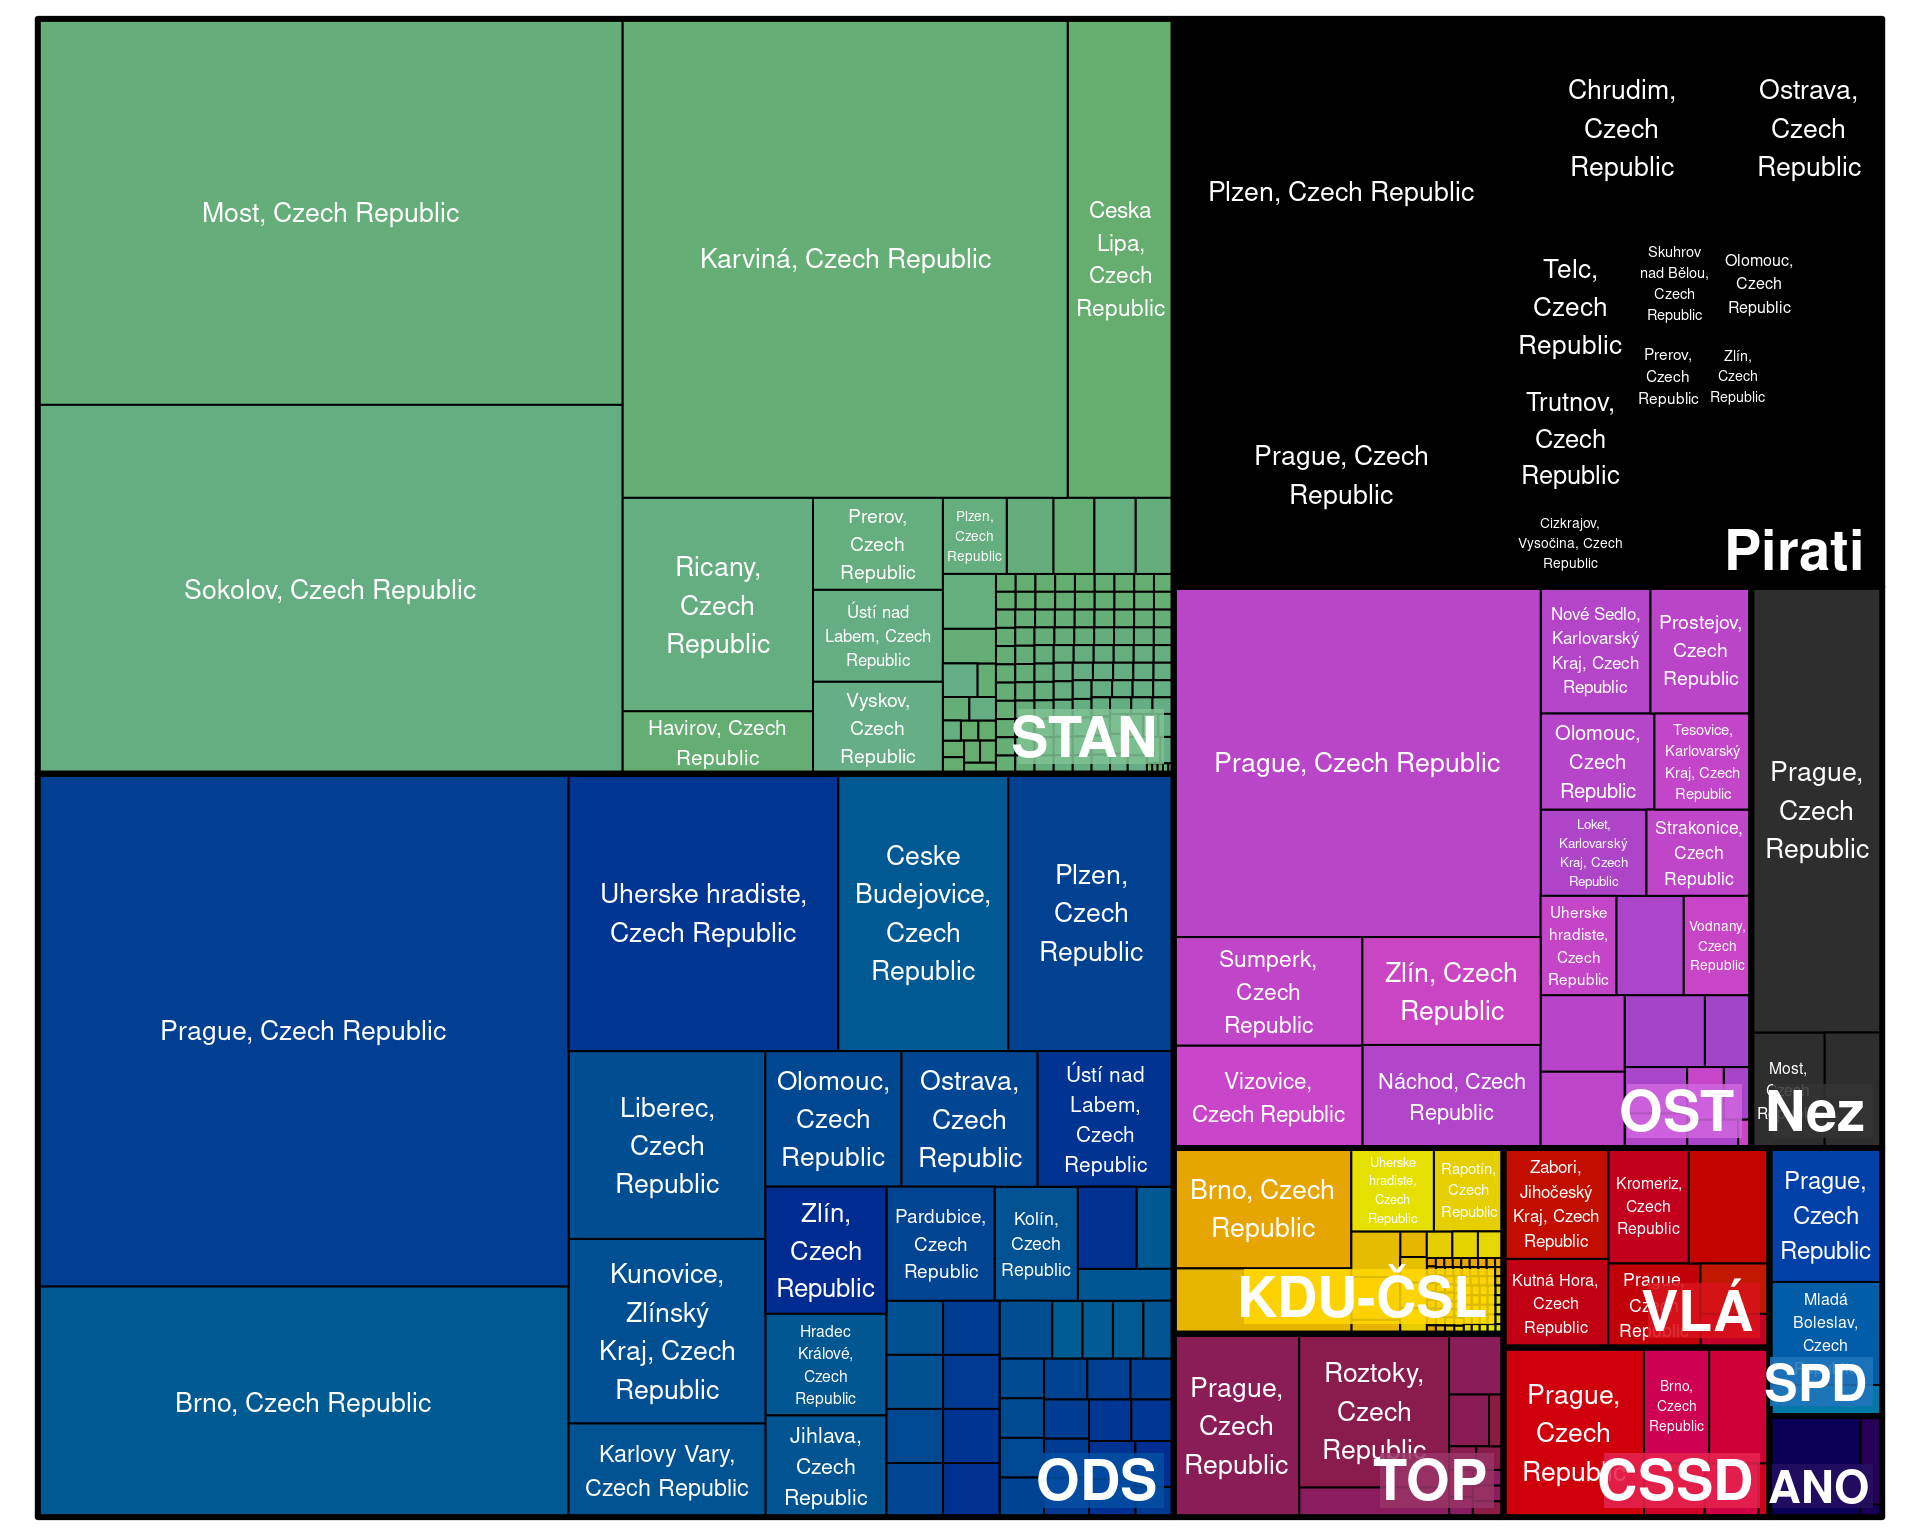 Most, Czech Republic
Sokolov, Czech Republic
Karviná, Czech Republic
Ceska
Lipa,
Czech
Republic
Ricany,
Czech
Republic
Havirov, Czech
Republic
Prerov,
Czech
Republic
Ústí nad
Labem, Czech
Republic
Vyskov,
Czech
Republic
Plzen,
Czech
Republic
STAN
Plzen, Czech Republic
Prague, Czech
Republic
Chrudim,
Czech
Republic
Ostrava,
Czech
Republic
Telc,
Czech
Republic
Skuhrov
nad Bělou,
Czech
Republic
Olomouc,
Czech
Republic
Prerov,
Czech
Republic
Zlín,
Czech
Republic
Trutnov,
Czech
Republic
Cizkrajov,
Vysočina, Czech
Republic
Pirati
Prague, Czech Republic
Brno, Czech Republic
Uherske hradiste,
Czech Republic
Ceske
Budejovice,
Czech
Republic
Plzen,
Czech
Republic
Liberec,
Czech
Republic
Kunovice,
Zlínský
Kraj, Czech
Republic
Karlovy Vary,
Czech Republic
Olomouc,
Czech
Republic
Ostrava,
Czech
Republic
Ústí nad
Labem,
Czech
Republic
Zlín,
Czech
Republic
Hradec
Králové,
Czech
Republic
Jihlava,
Czech
Republic
Pardubice,
Czech
Republic
Kolín,
Czech
Republic
ODS
Prague, Czech Republic
Sumperk,
Czech
Republic
Zlín, Czech
Republic
Vizovice,
Czech Republic
Náchod, Czech
Republic
Nové Sedlo,
Karlovarský
Kraj, Czech
Republic
Prostejov,
Czech
Republic
Olomouc,
Czech
Republic
Tesovice,
Karlovarský
Kraj, Czech
Republic
Loket,
Karlovarský
Kraj, Czech
Republic
Strakonice,
Czech
Republic
Uherske
hradiste,
Czech
Republic
Vodnany,
Czech
Republic
OST
Prague,
Czech
Republic
Most,
Czech
Nez
Brno, Czech
Republic
Uherske
hradiste,
Czech
Republic
Rapotín,
Czech
Republic
KDU-ČSL
Zabori,
Jihočeský
Kraj, Czech
Republic
Kromeriz,
Czech
Republic
Kutná Hora,
Czech
Republic
Prague,
Czech
Republic
VLÁ
Prague,
Czech
Republic
Mladá
Boleslav,
Czech
SPD
Prague,
Czech
Republic
Roztoky,
Czech
Republic
TOP
Prague,
Czech
Republic
Brno,
Czech
Republic
CSSD
ANO